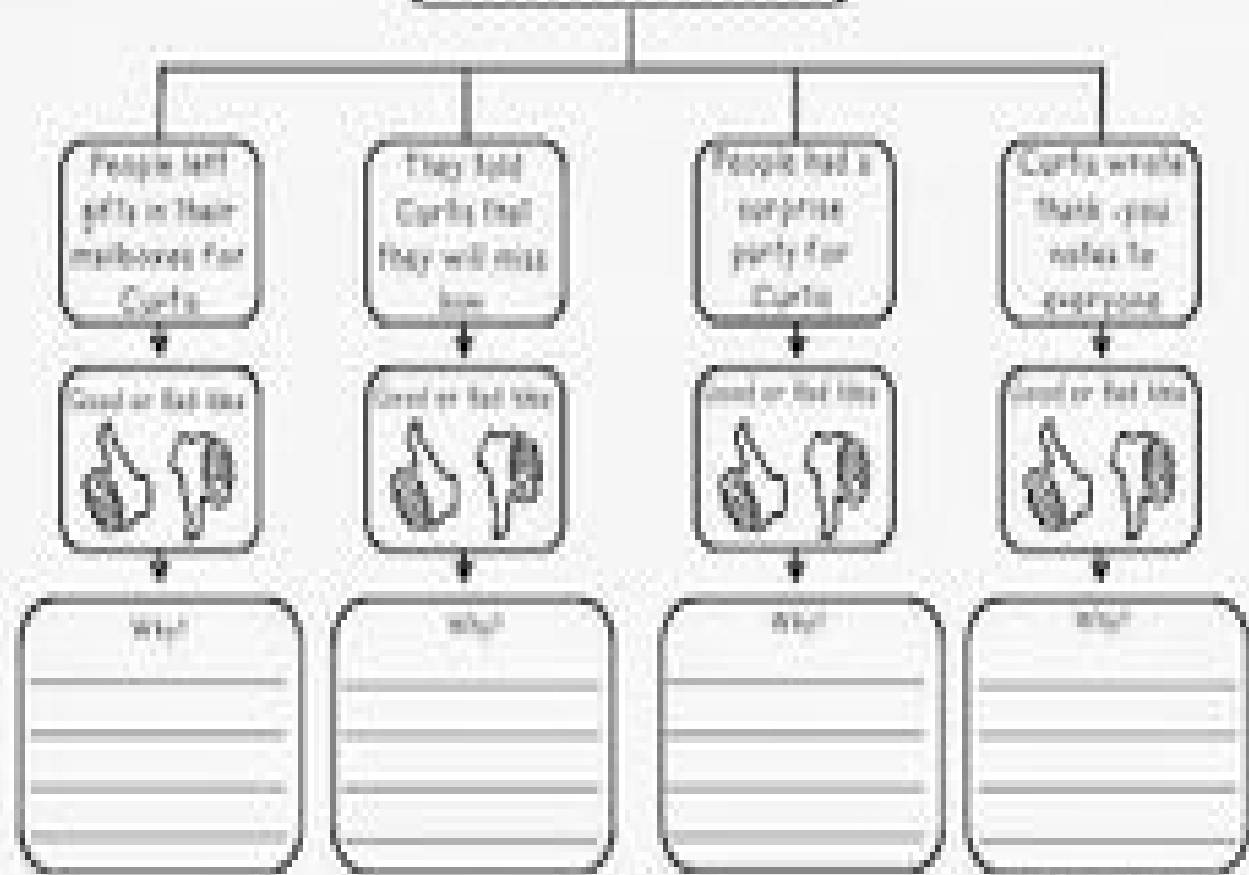 People left
gifts in their
mailboxes for
Curtis
They told
Curtis that
they will miss
him
People had a
surprise
party for
Curtis
Curtis wrote
thank-you
notes to
everyone
Good or Bad Idea
Good or Bad Idea
Good or Bad Idea
Good or Bad Idea
Why?
Why?
Why?
Why?